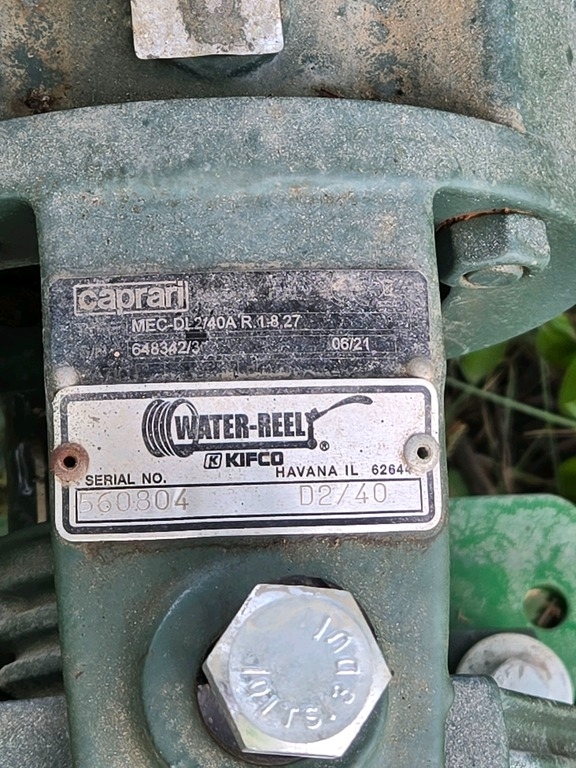 caprari
MEC-DL2/40A R.1-8,27
648342/3 06/21
WATER-REEL ®
K KIFCO
SERIAL NO. HAVANA IL 62644
560804 D2/40